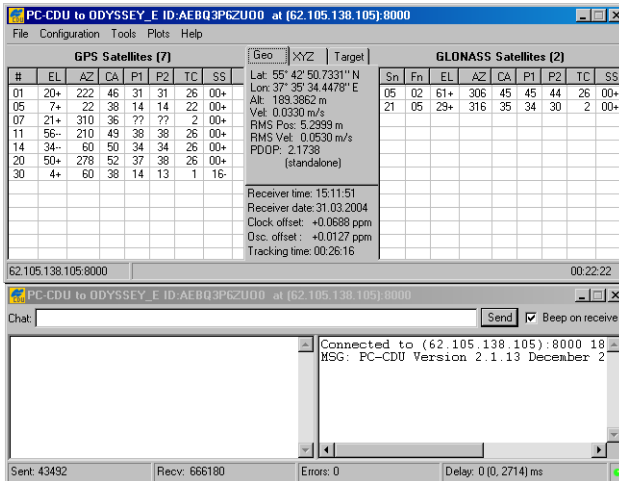 PC-CDU to ODYSSEY_E ID:AEBQ3P6ZUO0 at (62.105.138.105):8000
File Configuration Tools Plots Help
GPS Satellites (7)
# EL AZ CA P1 P2 TC SS
01 20+ 222 46 31 31 26 00+
05 7+ 22 38 14 14 22 00+
07 21+ 310 36 ?? ?? 2 00+
11 56-- 210 49 38 38 26 00+
14 34-- 60 50 34 34 26 00+
20 50+ 278 52 37 38 26 00+
30 4+ 60 38 14 13 1 16-
Geo XYZ Target
Lat: 55° 42' 50.7331'' N
Lon: 37° 35' 34.4478'' E
Alt: 189.3862 m
Vel: 0.0330 m/s
RMS Pos: 5.2999 m
RMS Vel: 0.0530 m/s
PDOP: 2.1738
(standalone)
Receiver time: 15:11:51
Receiver date: 31.03.2004
Clock offset: +0.0688 ppm
Osc. offset : +0.0127 ppm
Tracking time: 00:26:16
GLONASS Satellites (2)
Sn Fn EL AZ CA P1 P2 TC SS
05 02 61+ 306 45 45 44 26 00+
21 05 29+ 316 35 34 30 2 00+
62.105.138.105:8000 00:22:22
PC-CDU to ODYSSEY_E ID:AEBQ3P6ZUO0 at (62.105.138.105):8000
Chat: Send Beep on receive
Connected to (62.105.138.105):8000 18
MSG: PC-CDU Version 2.1.13 December 2
Sent: 43492 Recv: 666180 Errors: 0 Delay: 0 (0, 2714) ms